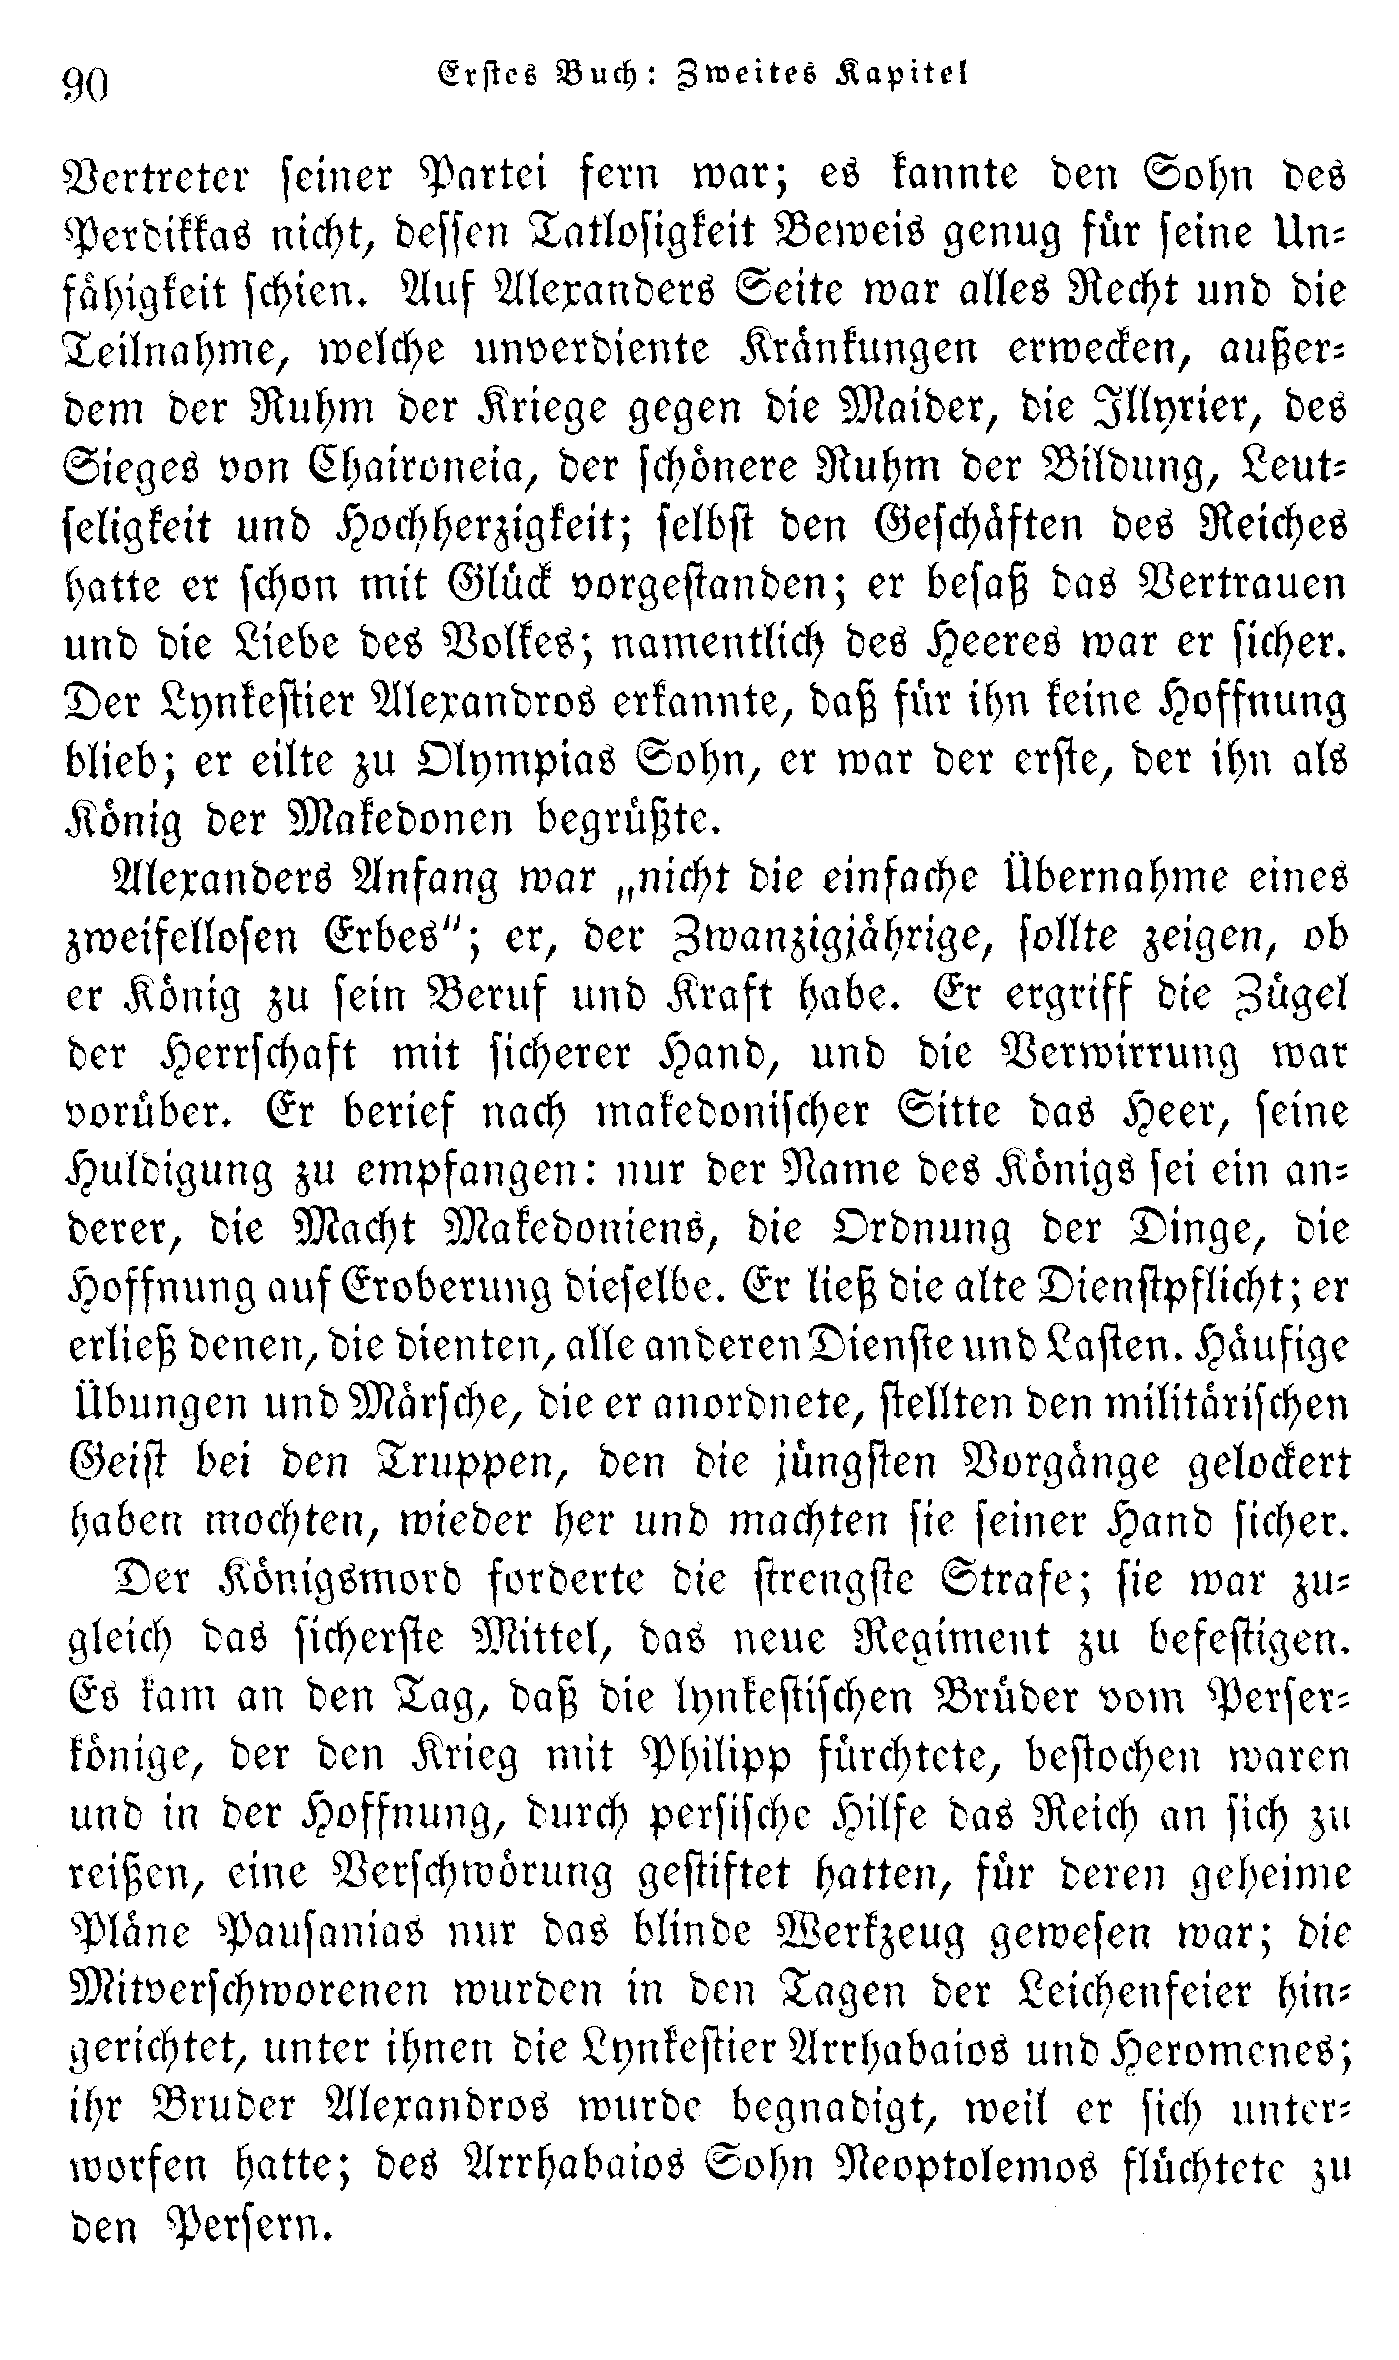 90 Erstes Buch: Zweites Kapitel
Vertreter seiner Partei fern war; es kannte den Sohn des
Perdikkas nicht, dessen Tatlosigkeit Beweis genug für seine Un-
fähigkeit schien. Auf Alexanders Seite war alles Recht und die
Teilnahme, welche unverdiente Kränkungen erwecken, außer-
dem der Ruhm der Kriege gegen die Maider, die Illyrier, des
Sieges von Chaironeia, der schönere Ruhm der Bildung, Leut-
seligkeit und Hochherzigkeit; selbst den Geschäften des Reiches
hatte er schon mit Glück vorgestanden; er besaß das Vertrauen
und die Liebe des Volkes; namentlich des Heeres war er sicher.
Der Lynkestier Alexandros erkannte, daß für ihn keine Hoffnung
blieb; er eilte zu Olympias Sohn, er war der erste, der ihn als
König der Makedonen begrüßte.
Alexanders Anfang war „nicht die einfache Übernahme eines
zweifellosen Erbes“; er, der Zwanzigjährige, sollte zeigen, ob
er König zu sein Beruf und Kraft habe. Er ergriff die Zügel
der Herrschaft mit sicherer Hand, und die Verwirrung war
vorüber. Er berief nach makedonischer Sitte das Heer, seine
Huldigung zu empfangen: nur der Name des Königs sei ein an-
derer, die Macht Makedoniens, die Ordnung der Dinge, die
Hoffnung auf Eroberung dieselbe. Er ließ die alte Dienstpflicht; er
erließ denen, die dienten, alle anderen Dienste und Lasten. Häufige
Übungen und Märsche, die er anordnete, stellten den militärischen
Geist bei den Truppen, den die jüngsten Vorgänge gelockert
haben mochten, wieder her und machten sie seiner Hand sicher.
Der Königsmord forderte die strengste Strafe; sie war zu-
gleich das sicherste Mittel, das neue Regiment zu befestigen.
Es kam an den Tag, daß die lynkestischen Brüder vom Perser-
könige, der den Krieg mit Philipp fürchtete, bestochen waren
und in der Hoffnung, durch persische Hilfe das Reich an sich zu
reißen, eine Verschwörung gestiftet hatten, für deren geheime
Pläne Pausanias nur das blinde Werkzeug gewesen war; die
Mitverschworenen wurden in den Tagen der Leichenfeier hin-
gerichtet, unter ihnen die Lynkestier Arrhabaios und Heromenes;
ihr Bruder Alexandros wurde begnadigt, weil er sich unter-
worfen hatte; des Arrhabaios Sohn Neoptolemos flüchtete zu
den Persern.